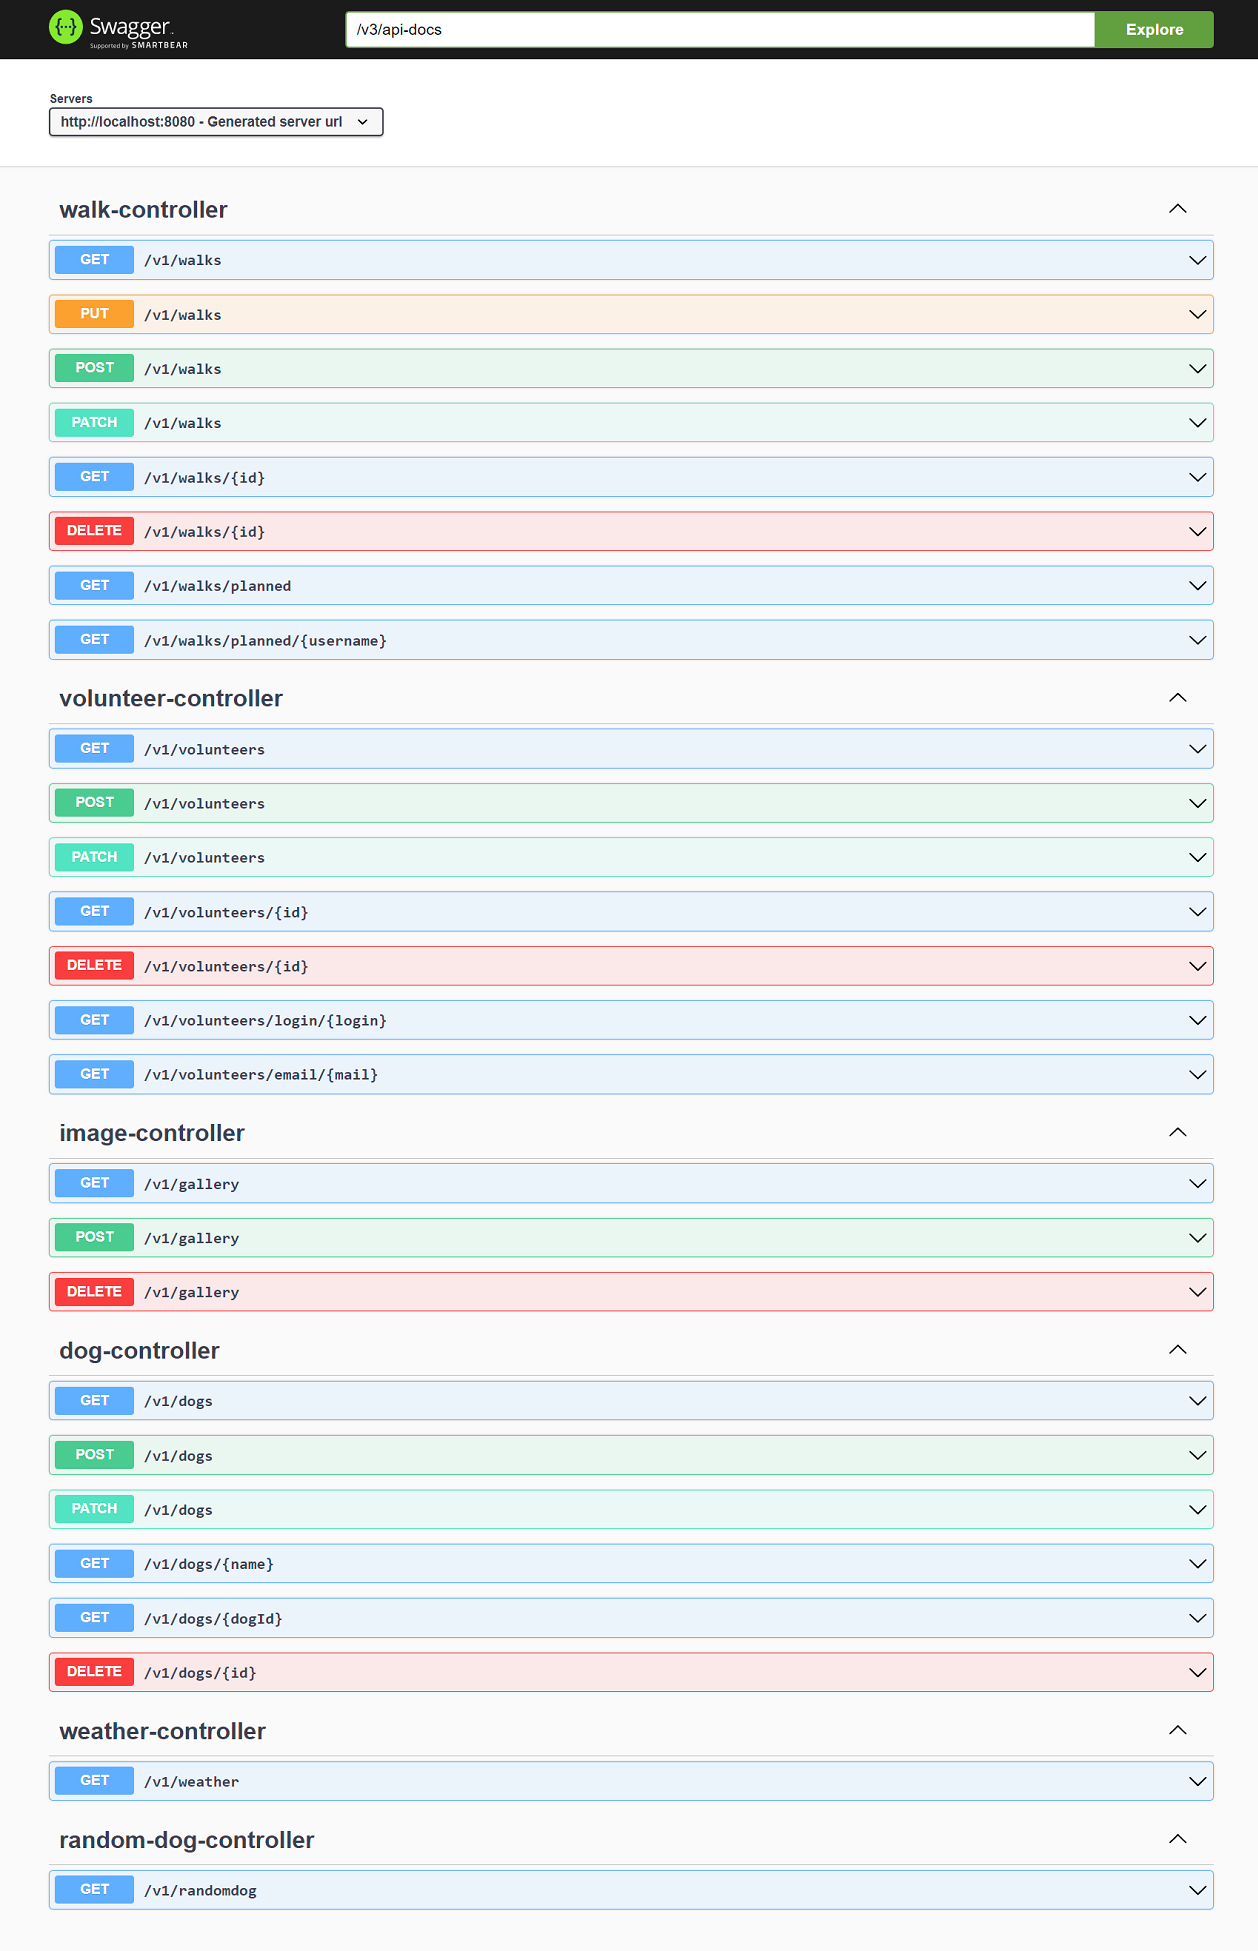 Swagger
Supported by SMARTBEAR
/v3/api-docs
Explore
Servers
http://localhost:8080 - Generated server url
walk-controller
GET /v1/walks
PUT /v1/walks
POST /v1/walks
PATCH /v1/walks
GET /v1/walks/{id}
DELETE /v1/walks/{id}
GET /v1/walks/planned
GET /v1/walks/planned/{username}
volunteer-controller
GET /v1/volunteers
POST /v1/volunteers
PATCH /v1/volunteers
GET /v1/volunteers/{id}
DELETE /v1/volunteers/{id}
GET /v1/volunteers/login/{login}
GET /v1/volunteers/email/{mail}
image-controller
GET /v1/gallery
POST /v1/gallery
DELETE /v1/gallery
dog-controller
GET /v1/dogs
POST /v1/dogs
PATCH /v1/dogs
GET /v1/dogs/{name}
GET /v1/dogs/{dogId}
DELETE /v1/dogs/{id}
weather-controller
GET /v1/weather
random-dog-controller
GET /v1/randomdog